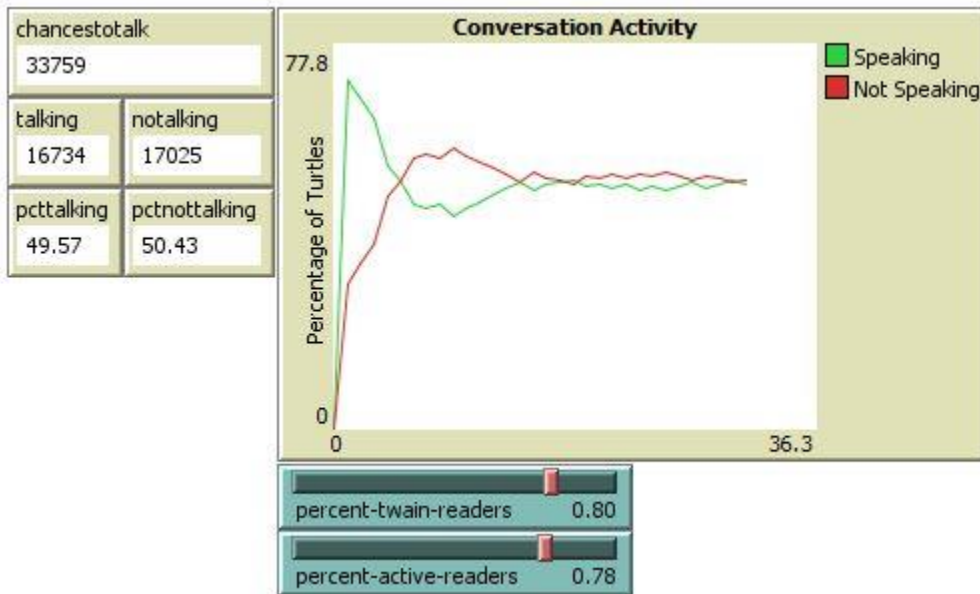 chancestotalk
33759
talking
notalking
16734
17025
pcttalking
pctnottalking
49.57
50.43
Conversation Activity
77.8
Percentage of Turtles
0
0
36.3
Speaking
Not Speaking
percent-twain-readers 0.80
percent-active-readers 0.78